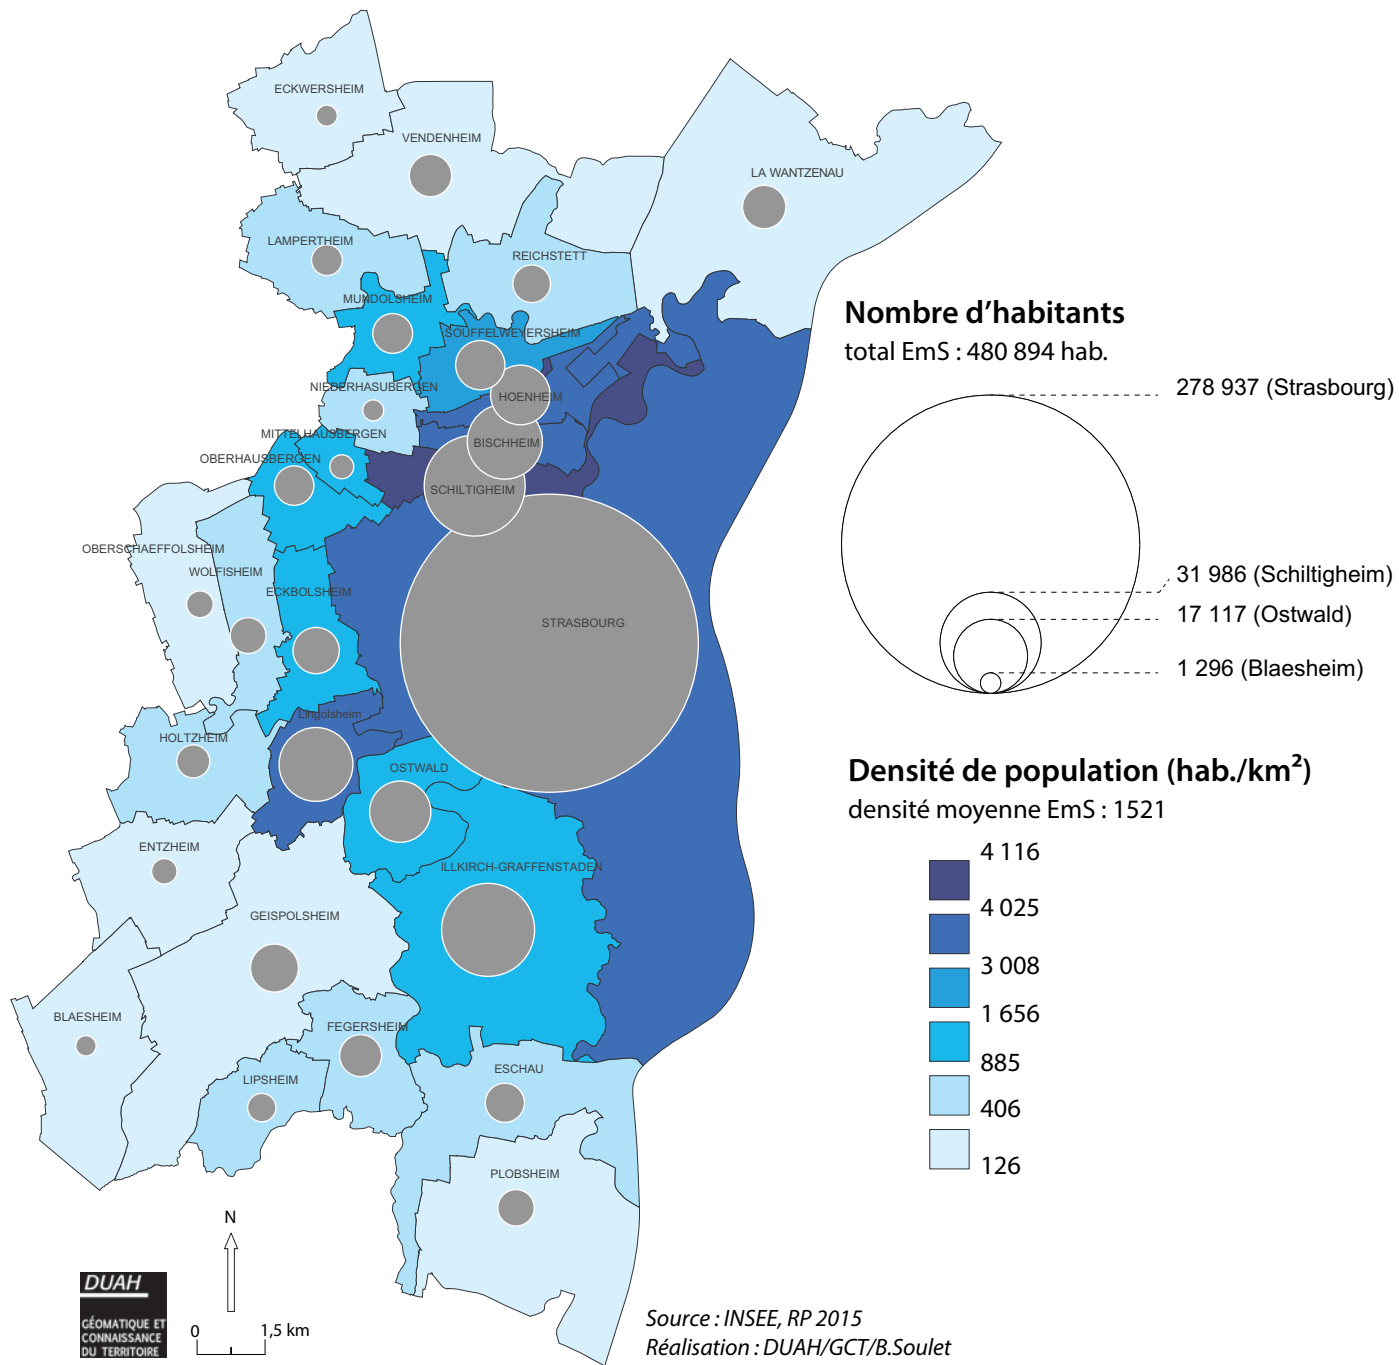 ECKWERSHEIM
VENDENHEIM
LA WANTZENAU
LAMPERTHEIM
REICHSTETT
MUNDOLSHEIM
SOUFFELWEYERSHEIM
NIEDERHASUBERGEN
HOENHEIM
MITTELHAUSBERGEN
BISCHHEIM
OBERHAUSBERGEN
SCHILTIGHEIM
OBERSCHAEFFOLSHEIM
WOLFISHEIM
ECKBOLSHEIM
STRASBOURG
Lingolsheim
HOLTZHEIM
OSTWALD
ENTZHEIM
ILLKIRCH-GRAFFENSTADEN
GEISPOLSHEIM
BLAESHEIM
FEGERSHEIM
LIPSHEIM
ESCHAU
PLOBSHEIM
Nombre d'habitants
total EmS : 480 894 hab.
278 937 (Strasbourg)
31 986 (Schiltigheim)
17 117 (Ostwald)
1 296 (Blaesheim)
Densité de population (hab./km²)
densité moyenne EmS : 1521
4 116
4 025
3 008
1 656
885
406
126
N
0 1,5 km
DUAH
GÉOMATIQUE ET
CONNAISSANCE
DU TERRITOIRE
Source : INSEE, RP 2015
Réalisation : DUAH/GCT/B.Soulet